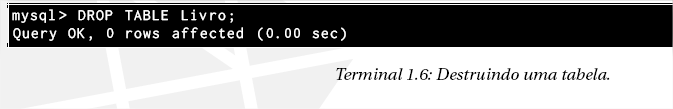 mysql> DROP TABLE Livro;
Query OK, 0 rows affected (0.00 sec)
Terminal 1.6: Destruindo uma tabela.